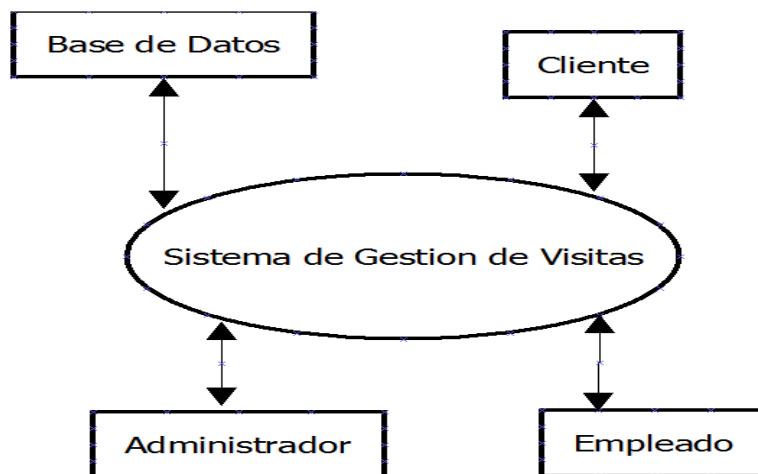 Base de Datos
Cliente
Sistema de Gestion de Visitas
Administrador
Empleado